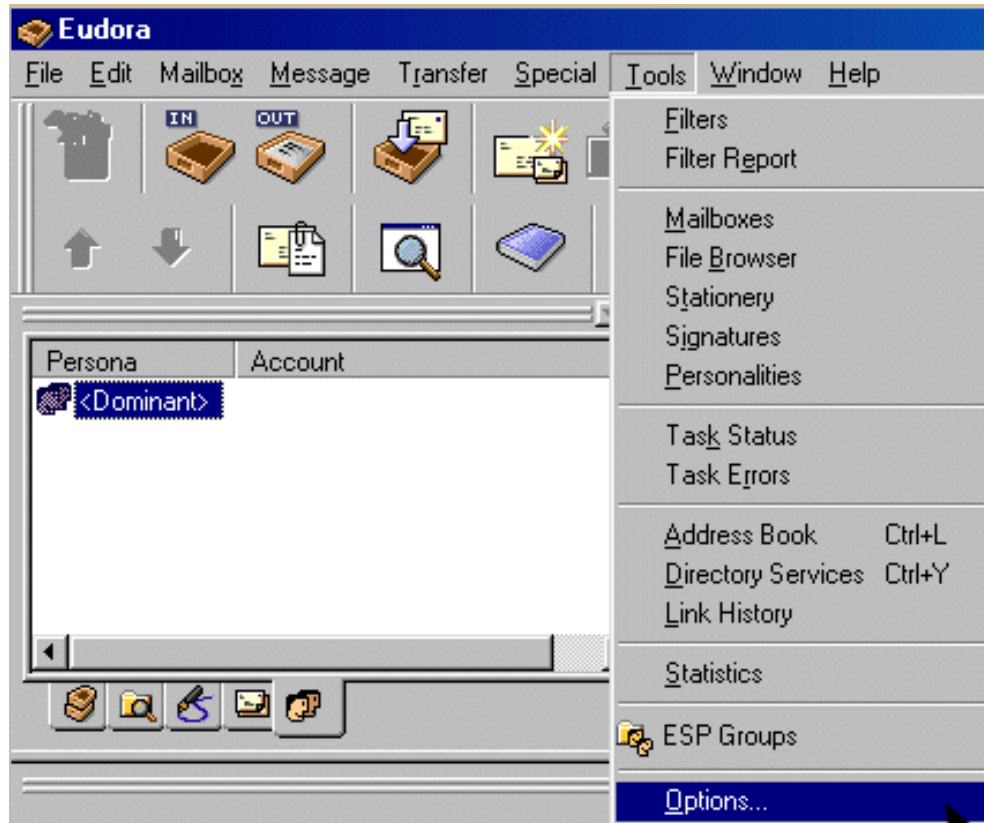 Eudora
File Edit Mailbox Message Transfer Special Tools Window Help
IN OUT
Filters
Filter Report
Mailboxes
File Browser
Stationery
Signatures
Personalities
Persona Account
<Dominant>
Task Status
Task Errors
Address Book Ctrl+L
Directory Services Ctrl+Y
Link History
Statistics
ESP Groups
Options...